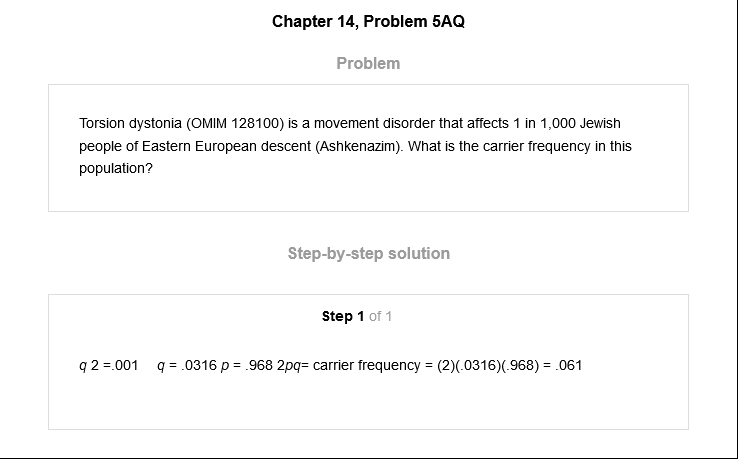 Chapter 14, Problem 5AQ
Problem
Torsion dystonia (OMIM 128100) is a movement disorder that affects 1 in 1,000 Jewish
people of Eastern European descent (Ashkenazim). What is the carrier frequency in this
population?
Step-by-step solution
Step 1 of 1
q 2 =.001 q = .0316 p = .968 2pq= carrier frequency = (2)(.0316)(.968) = .061